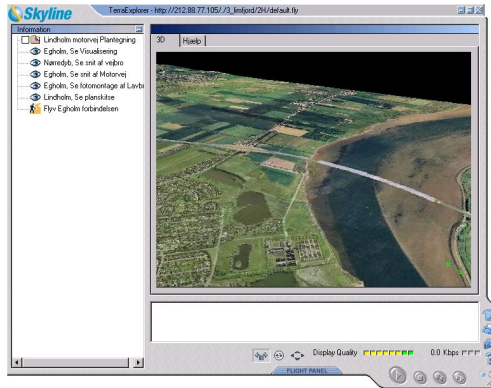 Skyline
TerraExplorer - http://212.88.77.105/./3_limfjord/2H/default.fly
Information
Lindholm motorvej Plantegning
Egholm, Se Visualisering
Nørredyb, Se snit af vejbro
Egholm, Se snit af Motorvej
Egholm, Se fotomontage af Lavbr
Lindholm, Se planskitse
Flyv Egholm forbindelsen
3D
Hjælp
Display Quality
0.0 Kbps
FLIGHT PANEL